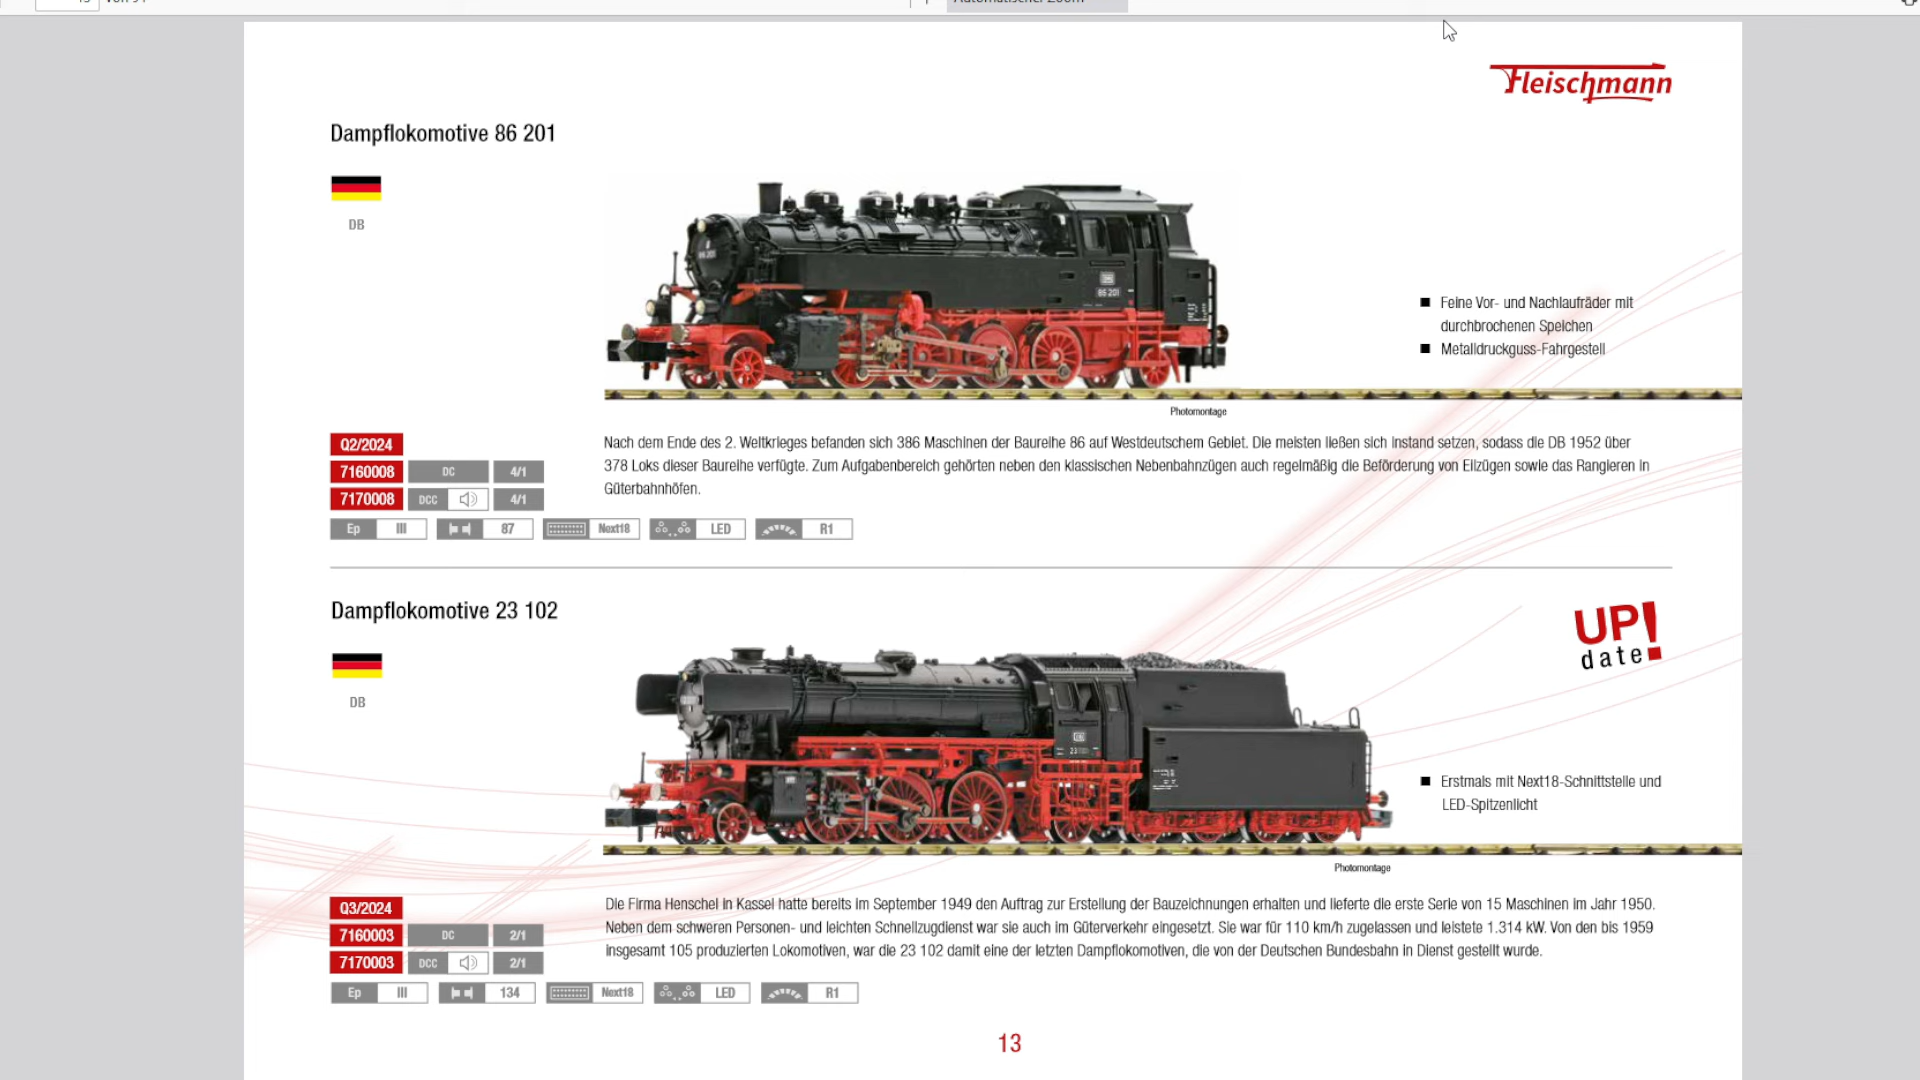 Fleischmann
Dampflokomotive 86 201
DB
86 201
Feine Vor- und Nachlaufräder mit
durchbrochenen Speichen
Metalldruckguss-Fahrgestell
Photomontage
Q2/2024
7160008 DC 4/1
7170008 DCC 4/1
Nach dem Ende des 2. Weltkrieges befanden sich 386 Maschinen der Baureihe 86 auf Westdeutschem Gebiet. Die meisten ließen sich instand setzen, sodass die DB 1952 über
378 Loks dieser Baureihe verfügte. Zum Aufgabenbereich gehörten neben den klassischen Nebenbahnzügen auch regelmäßig die Beförderung von Eilzügen sowie das Rangieren in
Güterbahnhöfen.
Ep III 87 Next18 LED R1
Dampflokomotive 23 102
UP!
date
DB
Erstmals mit Next18-Schnittstelle und
LED-Spitzenlicht
Photomontage
Q3/2024
7160003 DC 2/1
7170003 DCC 2/1
Die Firma Henschel in Kassel hatte bereits im September 1949 den Auftrag zur Erstellung der Bauzeichnungen erhalten und lieferte die erste Serie von 15 Maschinen im Jahr 1950.
Neben dem schweren Personen- und leichten Schnellzugdienst war sie auch im Güterverkehr eingesetzt. Sie war für 110 km/h zugelassen und leistete 1.314 kW. Von den bis 1959
insgesamt 105 produzierten Lokomotiven, war die 23 102 damit eine der letzten Dampflokomotiven, die von der Deutschen Bundesbahn in Dienst gestellt wurde.
Ep III 134 Next18 LED R1
13